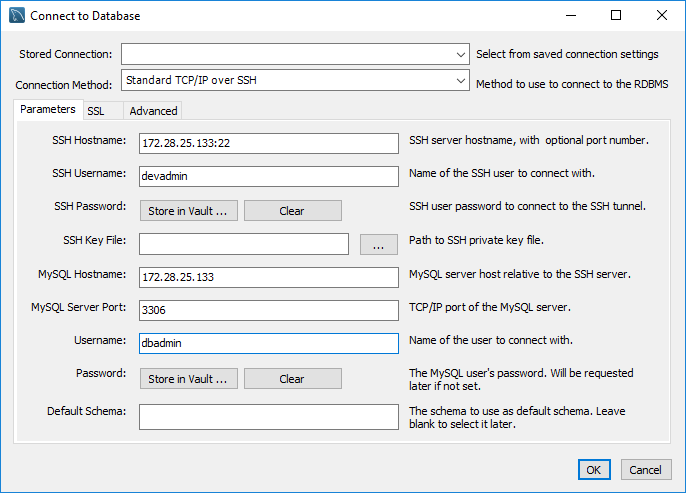 Connect to Database
Stored Connection: Select from saved connection settings
Connection Method: Standard TCP/IP over SSH Method to use to connect to the RDBMS
Parameters SSL Advanced
SSH Hostname: 172.28.25.133:22 SSH server hostname, with optional port number.
SSH Username: devadmin Name of the SSH user to connect with.
SSH Password: Store in Vault ... Clear SSH user password to connect to the SSH tunnel.
SSH Key File: ... Path to SSH private key file.
MySQL Hostname: 172.28.25.133 MySQL server host relative to the SSH server.
MySQL Server Port: 3306 TCP/IP port of the MySQL server.
Username: dbadmin Name of the user to connect with.
Password: Store in Vault ... Clear The MySQL user's password. Will be requested
later if not set.
Default Schema: The schema to use as default schema. Leave
blank to select it later.
OK Cancel